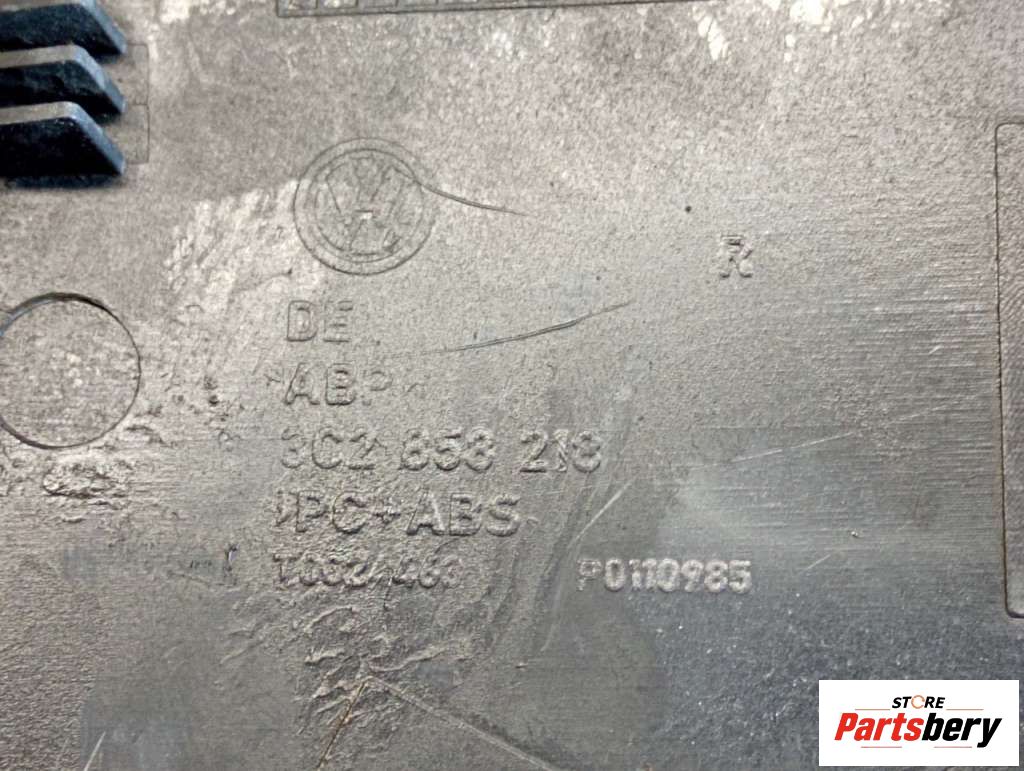 R
DE
ABP
3C2 858 218
>PC+ABS
P0110985
STORE
Partsbery